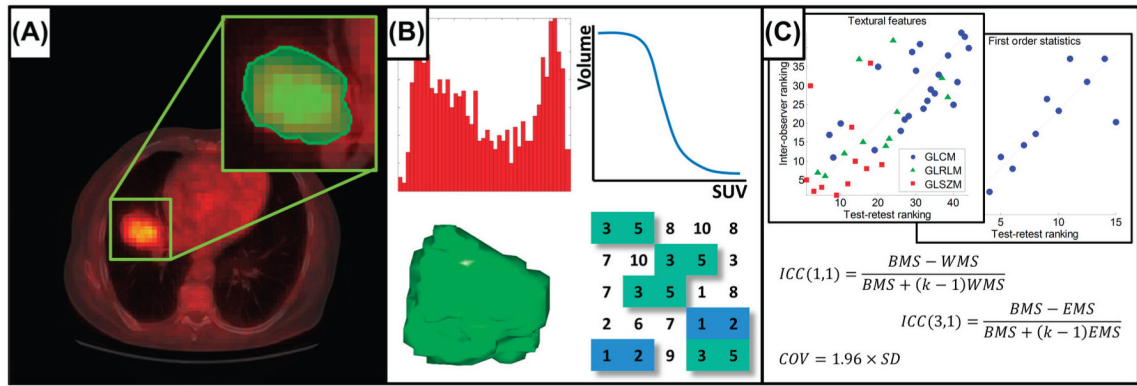 (A)
(B)
Volume
SUV
3 5 8 10 8
7 10 3 5 3
7 3 5 1 8
2 6 7 1 2
1 2 9 3 5
(C)
Textural features
Inter-observer ranking
35
30
25
20
15
10
5
GLCM
GLRLM
GLSZM
10 20 30 40
Test-retest ranking
First order statistics
5 10 15
Test-retest ranking
ICC(1,1) = \frac{BMS − WMS}{BMS + (k − 1)WMS}
ICC(3,1) = \frac{BMS − EMS}{BMS + (k − 1)EMS}
COV = 1.96 × SD